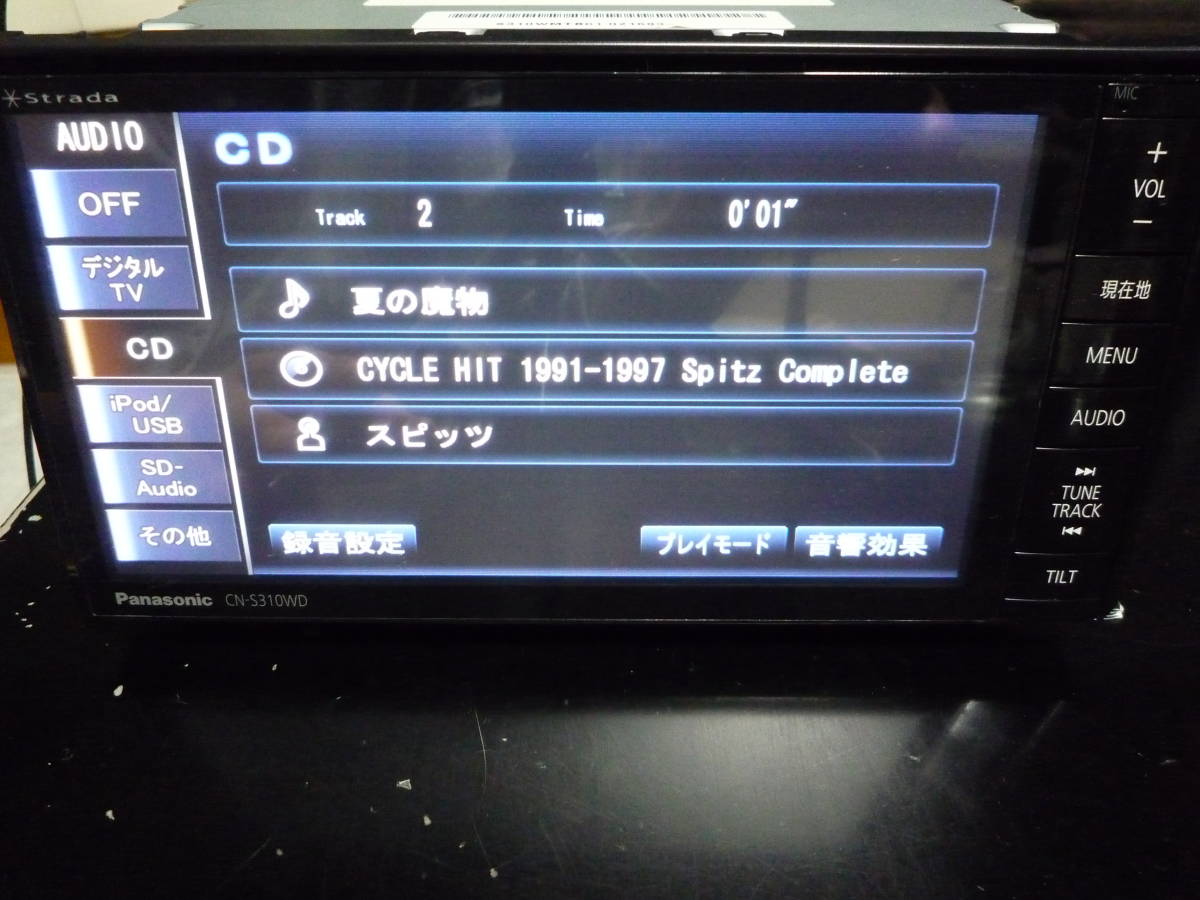 Strada
MIC
AUDIO
CD
OFF
Track 2 Time 0'01"
+
VOL
−
デジタル
TV
夏の魔物
現在地
CD
CYCLE HIT 1991-1997 Spitz Complete
MENU
iPod/
USB
スピッツ
AUDIO
SD-
Audio
TUNE
TRACK
その他
録音設定
プレイモード
音響効果
TILT
Panasonic CN-S310WD